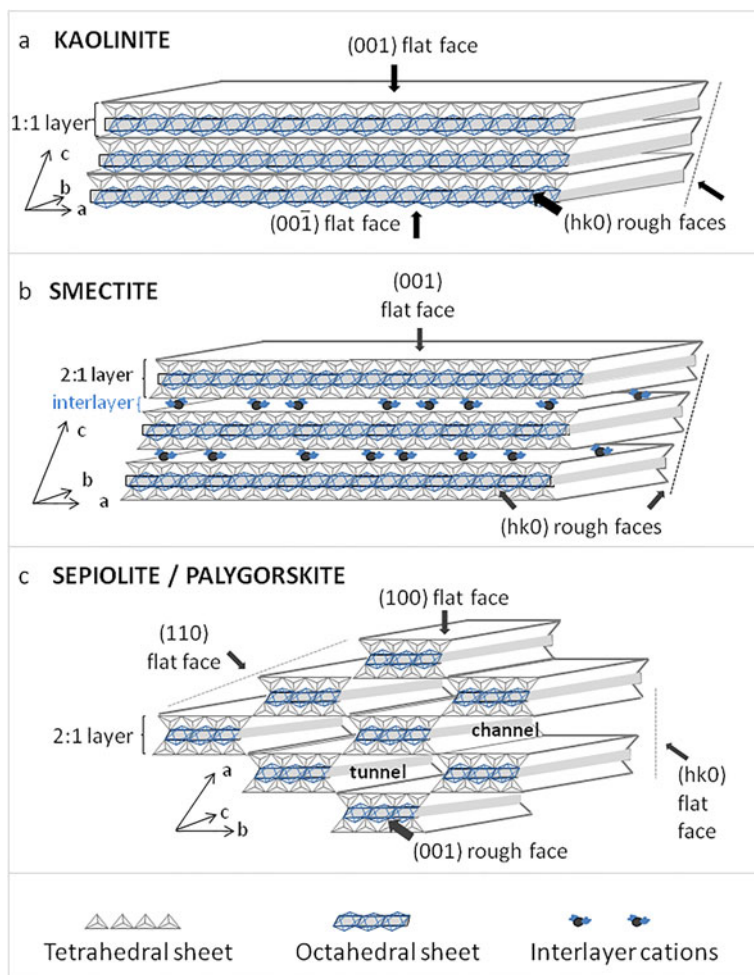 a KAOLINITE
(001) flat face
1:1 layer
c
b
a
(001̅) flat face
(hk0) rough faces
b SMECTITE
(001)
flat face
2:1 layer
interlayer
c
b
a
(hk0) rough faces
c SEPIOLITE / PALYGORSKITE
(100) flat face
(110)
flat face
2:1 layer
channel
tunnel
a
c
b
(hk0)
flat
face
(001) rough face
Tetrahedral sheet
Octahedral sheet
Interlayer cations